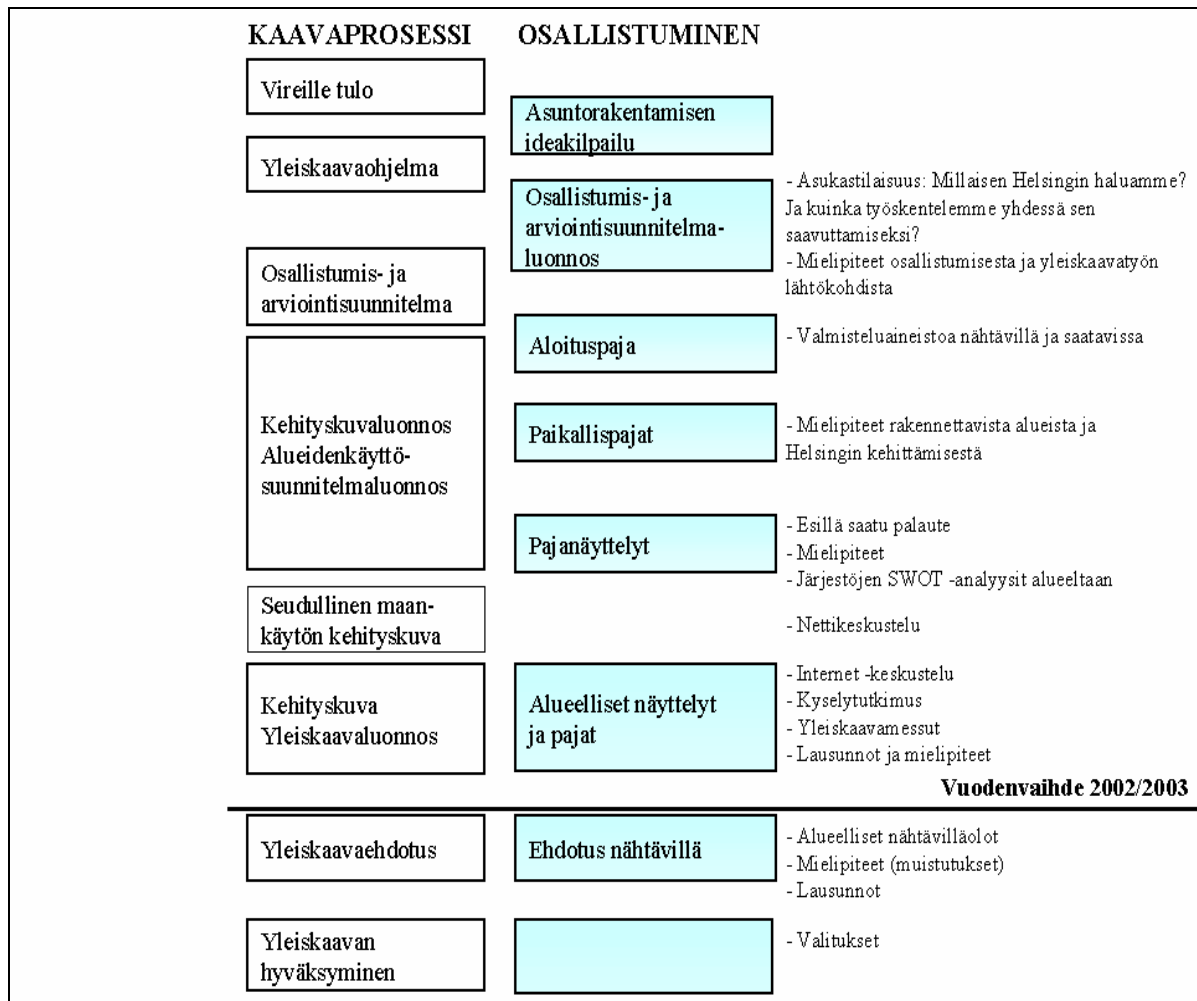 KAAVAPROSESSI
OSALLISTUMINEN
Vireille tulo
Asuntorakentamisen
ideakilpailu
Yleiskaavaohjelma
Osallistumis- ja
arviointisuunnitelma-
luonnos
- Asukastilaisuus: Millaisen Helsingin haluamme?
Ja kuinka työskentelemme yhdessä sen
saavuttamiseksi?
- Mielipiteet osallistumisesta ja yleiskaavatyön
lähtökohdista
Osallistumis- ja
arviointisuunnitelma
Aloituspaja
- Valmisteluaineistoa nähtävillä ja saatavissa
Kehityskuvaluonnos
Alueidenkäyttö-
suunnitelmaluonnos
Paikallispajat
- Mielipiteet rakennettavista alueista ja
Helsingin kehittämisestä
Pajanäyttelyt
- Esillä saatu palaute
- Mielipiteet
- Järjestöjen SWOT -analyysit alueeltaan
Seudullinen maan-
käytön kehityskuva
- Nettikeskustelu
Kehityskuva
Yleiskaavaluonnos
Alueelliset näyttelyt
ja pajat
- Internet -keskustelu
- Kyselytutkimus
- Yleiskaavamessut
- Lausunnot ja mielipiteet
Vuodenvaihde 2002/2003
Yleiskaavaehdotus
Ehdotus nähtävillä
- Alueelliset nähtävilläolot
- Mielipiteet (muistutukset)
- Lausunnot
Yleiskaavan
hyväksyminen
- Valitukset